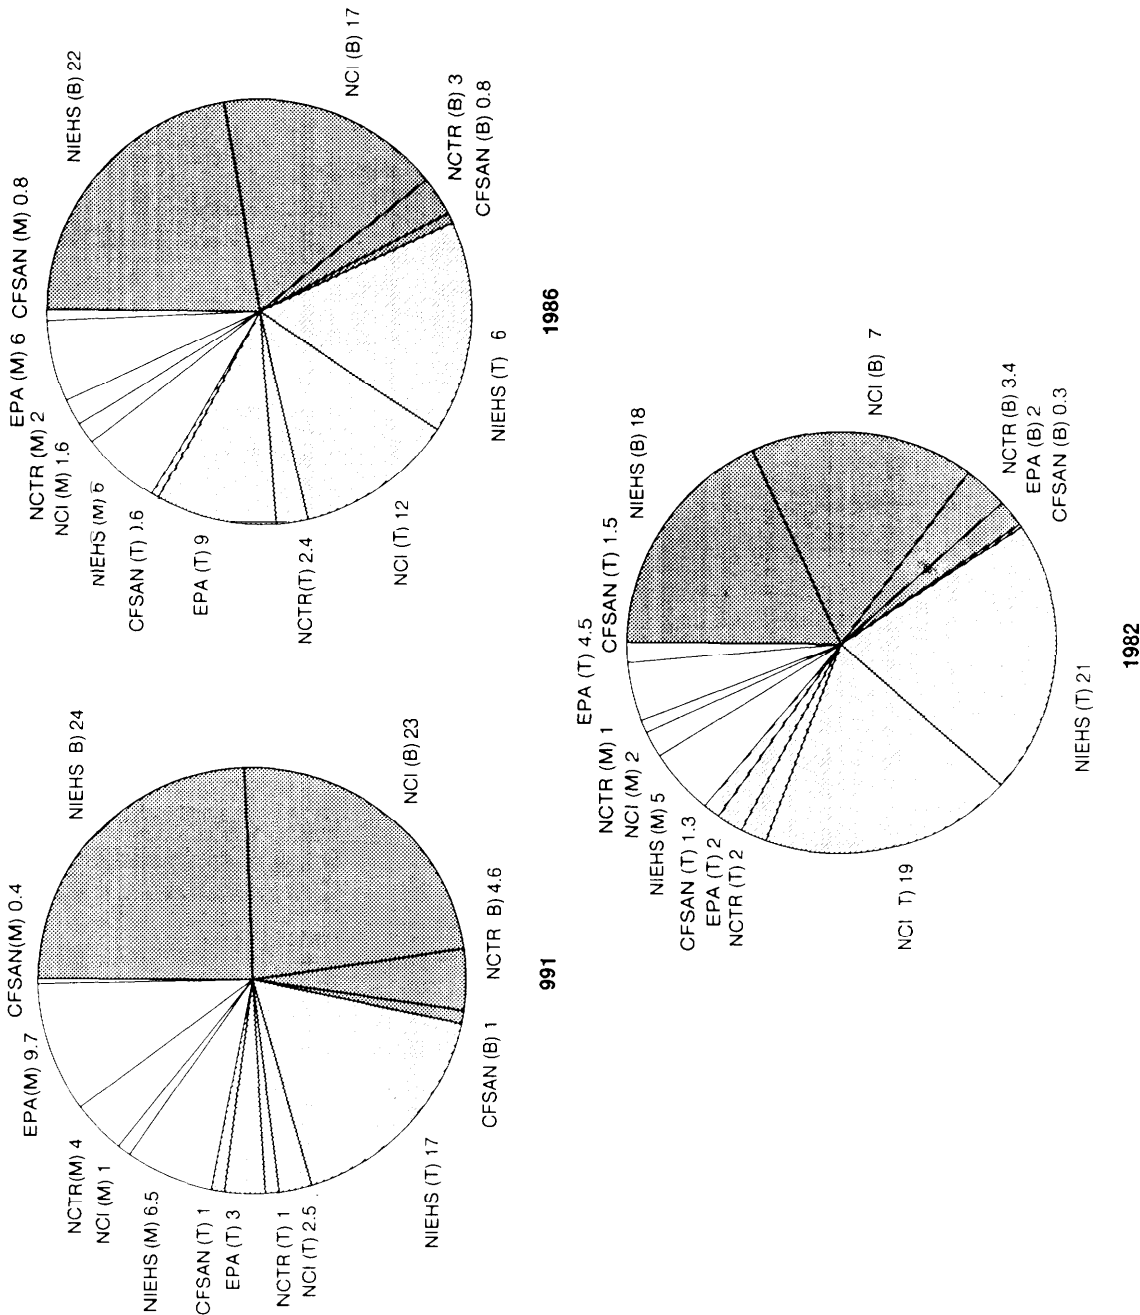 CFSAN(M) 0.4
EPA(M) 9.7
NCTR(M) 4
NCI (M) 1
NIEHS (M) 6.5
CFSAN (T) 1
EPA (T) 3
NCTR (T) 1
NCI (T) 2.5
NIEHS (T) 17
CFSAN (B) 1
NCTR B) 4.6
NCI (B) 23
NIEHS B) 24
991
EPA (M) 6
CFSAN (M) 0.8
NCTR (M) 2
NCI (M) 1.6
NIEHS (M) 6
CFSAN (T) ).6
EPA (T) 9
NCTR(T) 2.4
NCI (T) 12
NIEHS (T) 6
CFSAN (B) 0.8
NCTR (B) 3
NCI (B) 17
NIEHS (B) 22
1986
EPA (T) 4.5
CFSAN (T) 1.5
NCTR (M) 1
NCI (M) 2
NIEHS (M) 5
CFSAN (T) 1.3
EPA (T) 2
NCTR (T) 2
NCI T) 19
NIEHS (T) 21
CFSAN (B) 0.3
EPA (B) 2
NCTR (B) 3.4
NCI (B) 7
NIEHS (B) 18
1982